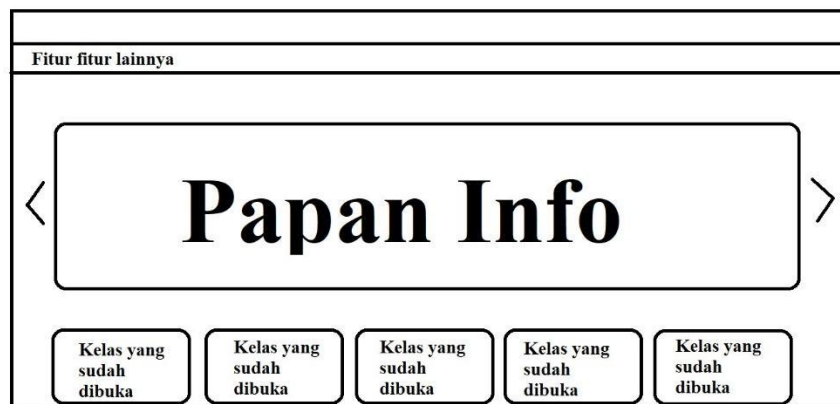 Fitur fitur lainnya
Papan Info
Kelas yang
sudah
dibuka
Kelas yang
sudah
dibuka
Kelas yang
sudah
dibuka
Kelas yang
sudah
dibuka
Kelas yang
sudah
dibuka